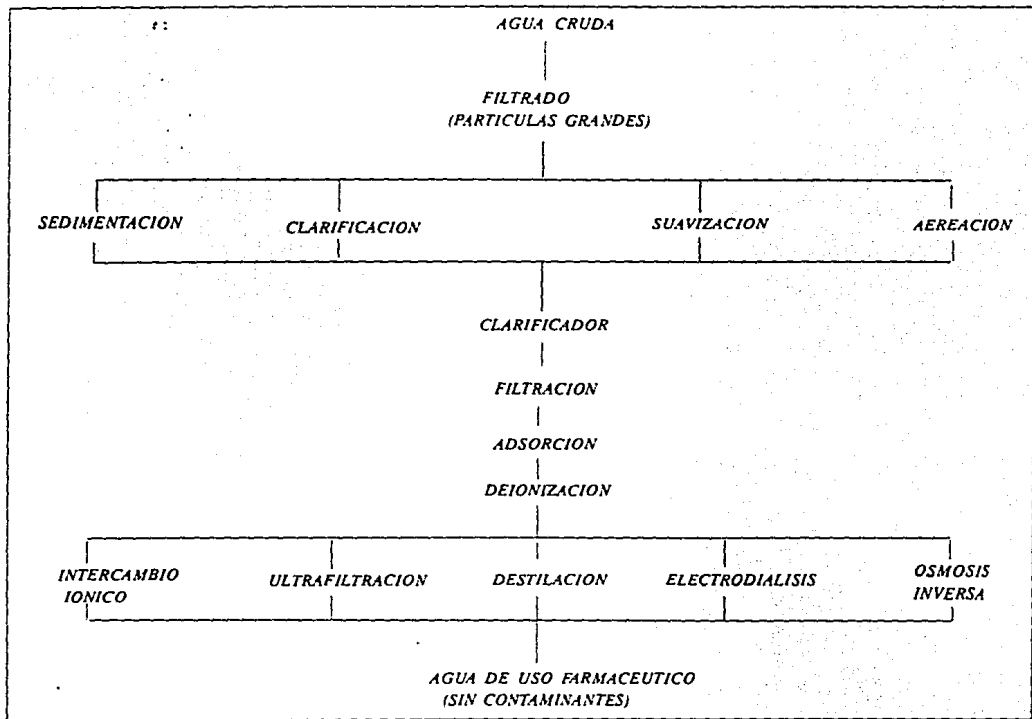 AGUA CRUDA
FILTRADO
(PARTICULAS GRANDES)
SEDIMENTACION
CLARIFICACION
SUAVIZACION
AEREACION
CLARIFICADOR
FILTRACION
ADSORCION
DEIONIZACION
INTERCAMBIO
IONICO
ULTRAFILTRACION
DESTILACION
ELECTRODIALISIS
OSMOSIS
INVERSA
AGUA DE USO FARMACEUTICO
(SIN CONTAMINANTES)